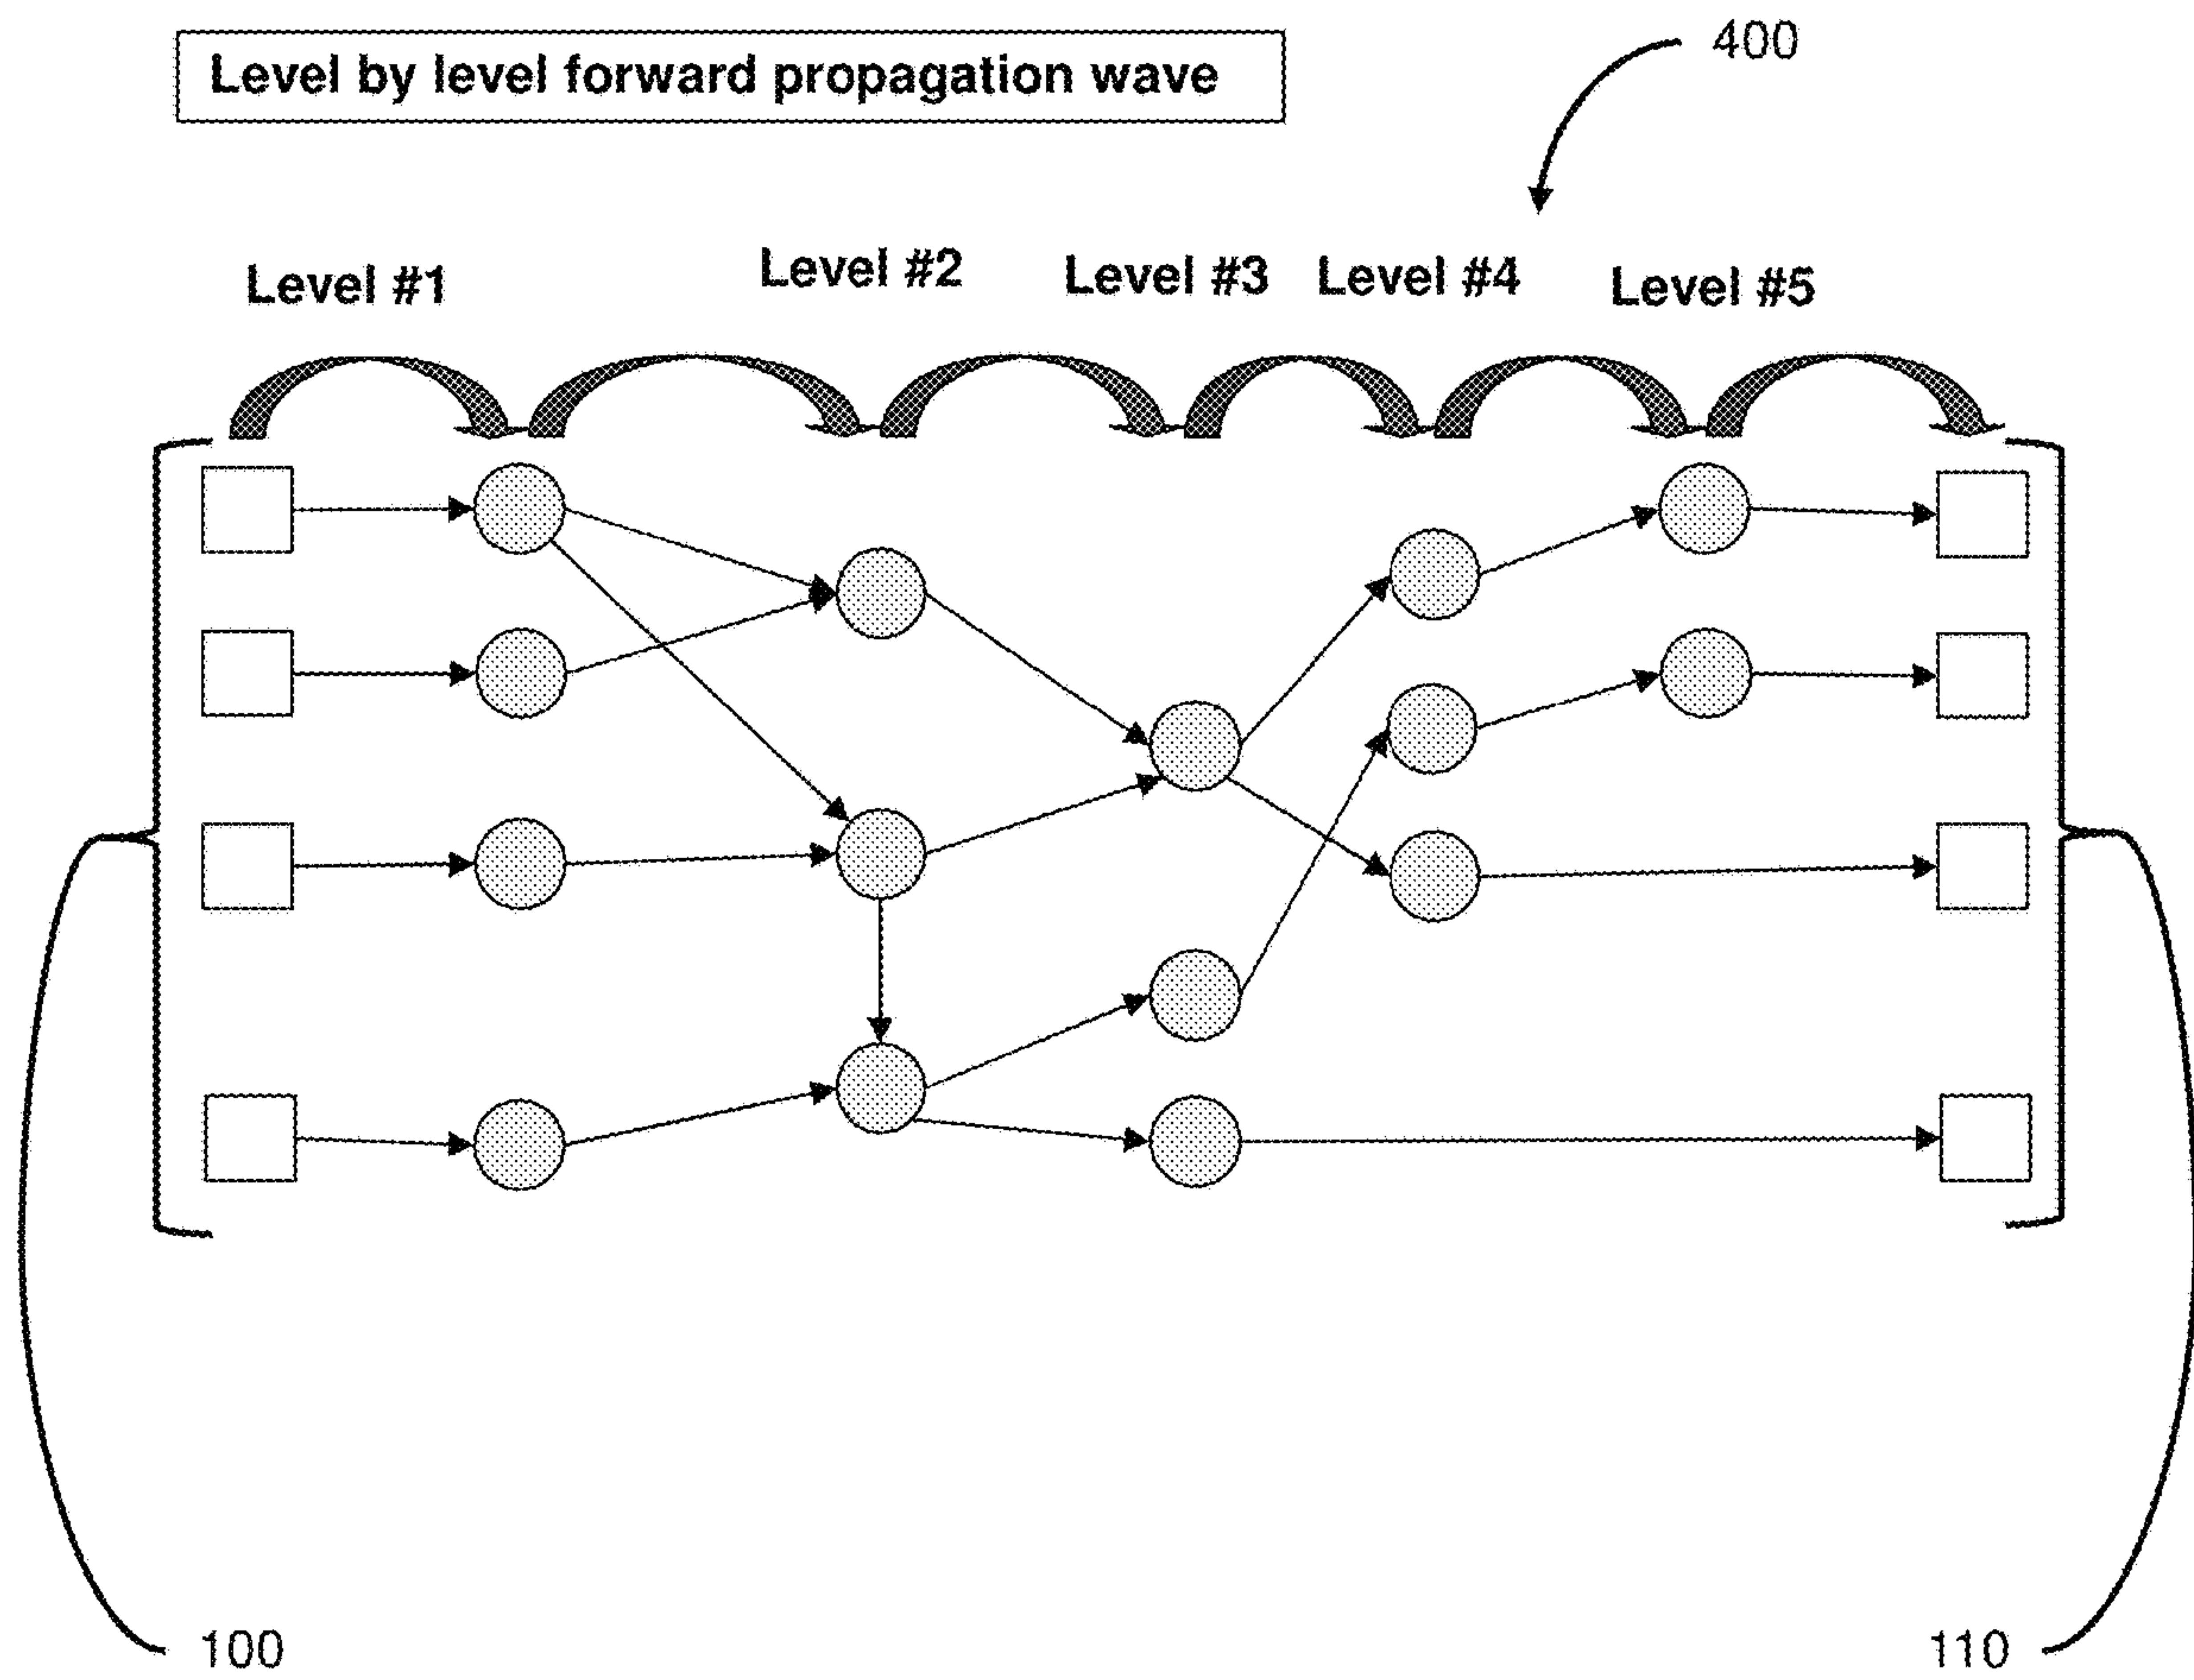 Level by level forward propagation wave
400
Level #1
Level #2
Level #3
Level #4
Level #5
100
110